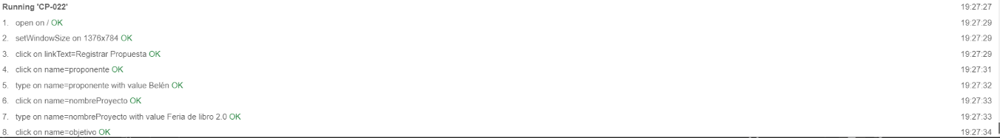 Running 'CP-022' 19:27:27
1. open on / OK 19:27:29
2. setWindowSize on 1376x784 OK 19:27:29
3. click on linkText=Registrar Propuesta OK 19:27:29
4. click on name=proponente OK 19:27:31
5. type on name=proponente with value Belén OK 19:27:32
6. click on name=nombreProyecto OK 19:27:33
7. type on name=nombreProyecto with value Feria de libro 2.0 OK 19:27:33
8. click on name=objetivo OK 19:27:34